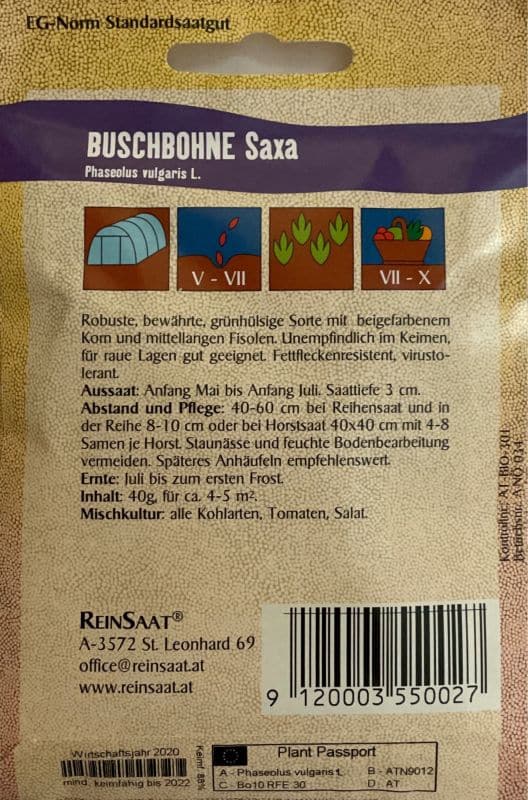 EG-Norm Standardsaatgut
BUSCHBOHNE Saxa
Phaseolus vulgaris L.
V - VII
VII - X
Robuste, bewährte, grünhülsige Sorte mit beigefarbenem
Korn und mittellangen Fisolen. Unempfindlich im Keimen,
für raue Lagen gut geeignet. Fettfleckenresistent, virusto-
lerant.
Aussaat: Anfang Mai bis Anfang Juli. Saattiefe 3 cm.
Abstand und Pflege: 40-60 cm bei Reihensaat und in
der Reihe 8-10 cm oder bei Horstsaat 40x40 cm mit 4-8
Samen je Horst. Staunässe und feuchte Bodenbearbeitung
vermeiden. Späteres Anhäufeln empfehlenswert.
Ernte: Juli bis zum ersten Frost.
Inhalt: 40g, für ca. 4-5 m².
Mischkultur: alle Kohlarten, Tomaten, Salat.
Kontrollnr.: AT-BIO-301
REINSAAT®
A-3572 St. Leonhard 69
office@reinsaat.at
www.reinsaat.at
9 120003 550027
Wirtschaftsjahr 2020
mind. keimfähig bis 2022
Keimf. 88%
Plant Passport
A - Phaseolus vulgaris L.
B - ATN9012
C - Bo10 RFE 30
D - AT